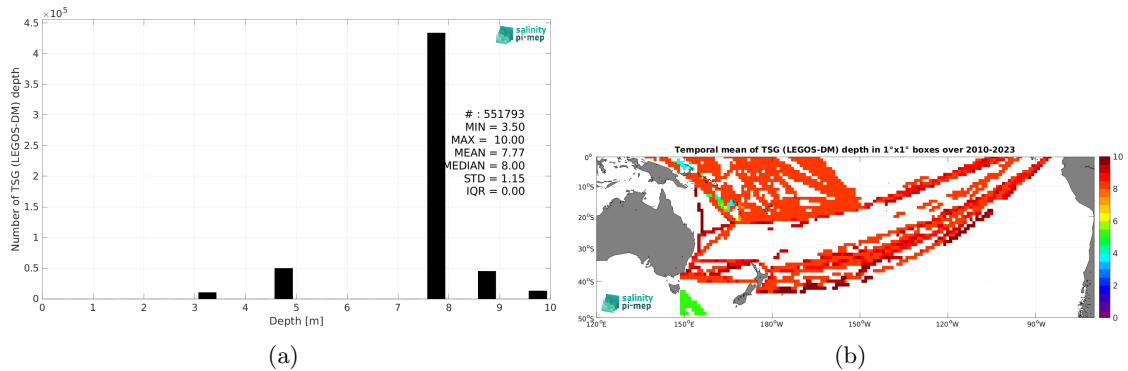 ×10⁵
4.5
4
3.5
3
2.5
2
1.5
1
0.5
0
Number of TSG (LEGOS-DM) depth
salinity
pi-mep
# : 551793
MIN = 3.50
MAX = 10.00
MEAN = 7.77
MEDIAN = 8.00
STD = 1.15
IQR = 0.00
0 1 2 3 4 5 6 7 8 9 10
Depth [m]
(a)
Temporal mean of TSG (LEGOS-DM) depth in 1°x1° boxes over 2010-2023
0°
10°S
20°S
30°S
40°S
50°S
salinity
pi-mep
120°E 150°E 180°W 150°W 120°W 90°W
10
8
6
4
2
0
(b)